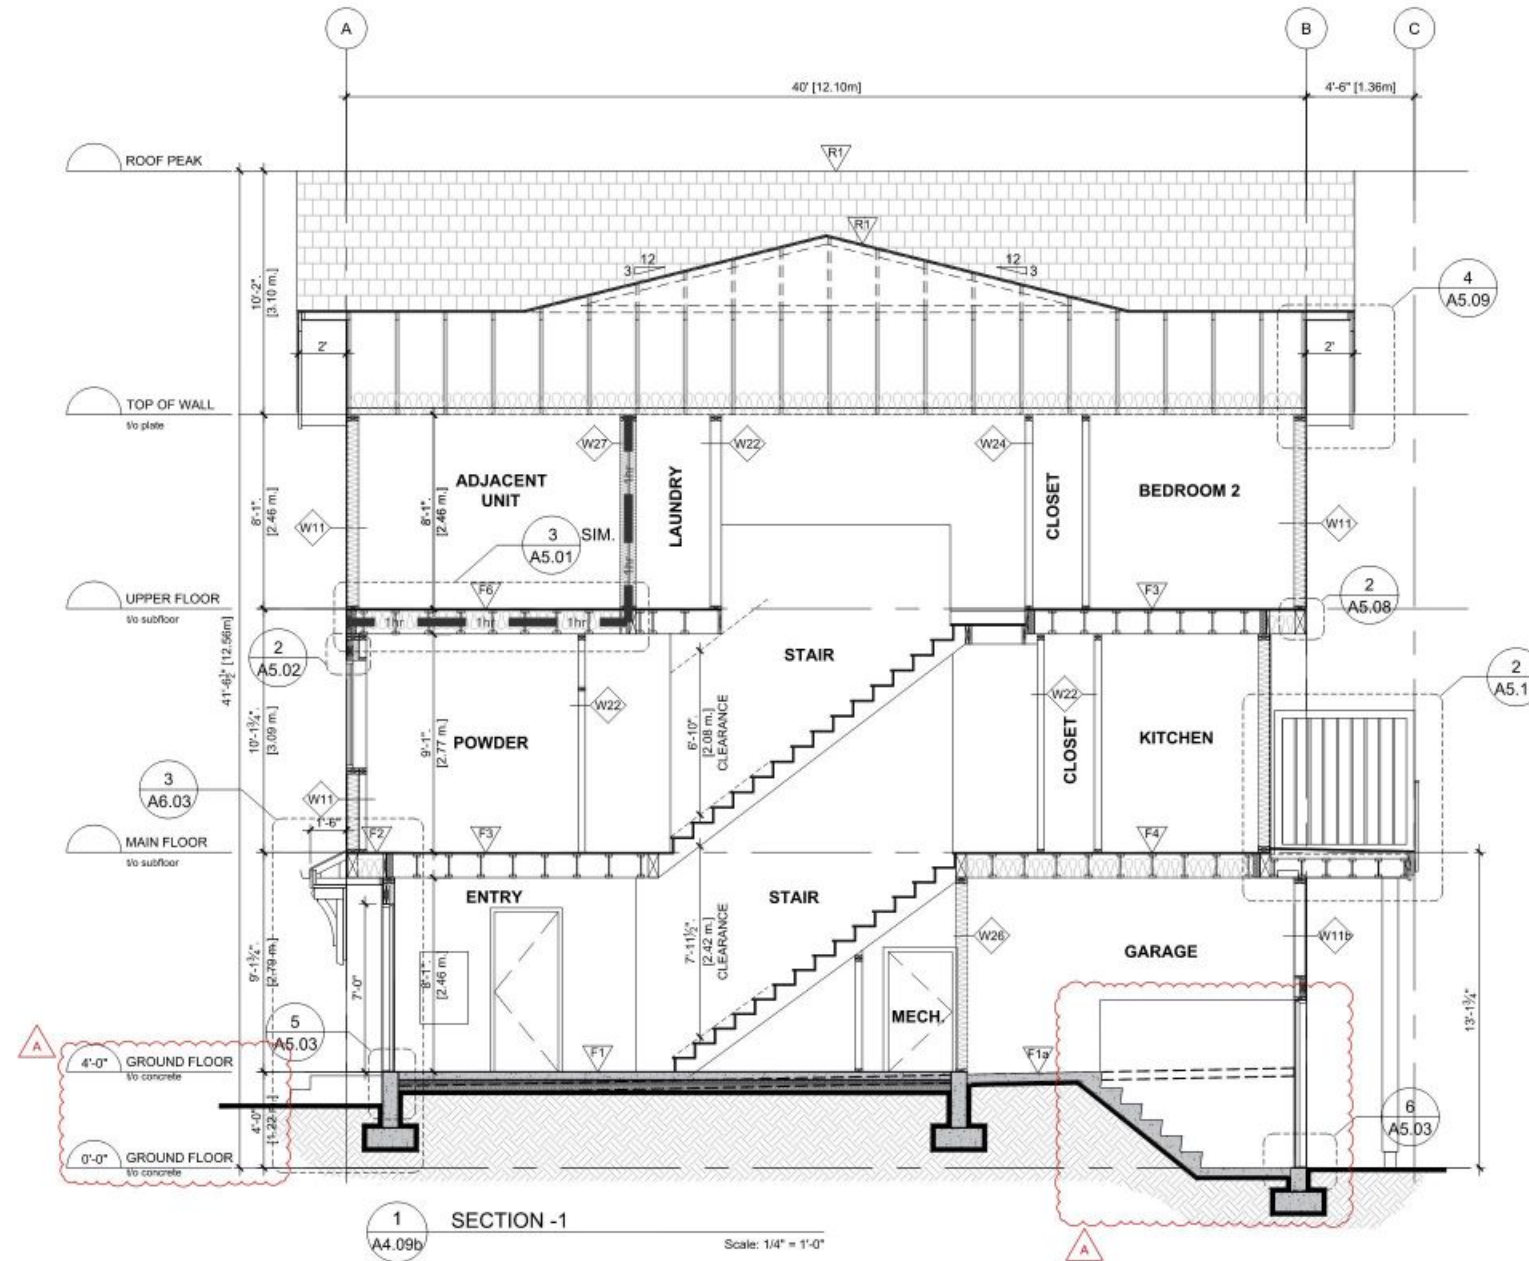 A
B
C
40' [12.10m]
4'-6" [1.36m]
ROOF PEAK
R1
R1
12
3
12
3
10'-2".
[3.10 m.]
4
A5.09
2'
2'
TOP OF WALL
t/o plate
W27
W22
W24
ADJACENT
UNIT
LAUNDRY
CLOSET
BEDROOM 2
1hr
8'-1".
[2.46 m.]
8'-1".
[2.46 m.]
W11
W11
3
A5.01
SIM.
1hr
UPPER FLOOR
t/o subfloor
F6
F3
2
A5.08
1hr
1hr
1hr
2
A5.02
41'-6½" [12.56m]
STAIR
2
A5.1
W22
W22
10'-1¾".
[3.09 m.]
POWDER
9'-1".
[2.77 m.]
6'-10".
[2.08 m.]
CLEARANCE
CLOSET
KITCHEN
3
A6.03
W11
1'-6"
MAIN FLOOR
t/o subfloor
F2
F3
F4
ENTRY
STAIR
9'-1¾".
[2.79 m.]
7'-0"
8'-1".
[2.46 m.]
7'-11½".
[2.42 m.]
CLEARANCE
W26
W11b
GARAGE
13'-1¾"
MECH.
5
A5.03
A
4'-0"
GROUND FLOOR
t/o concrete
F1
F1a
4'-0".
[1.22 m.]
6
A5.03
0'-0"
GROUND FLOOR
t/o concrete
1
A4.09b
SECTION -1
Scale: 1/4" = 1'-0"
A